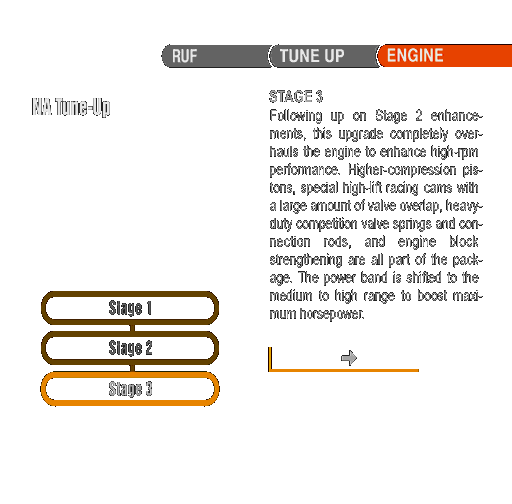 RUF TUNE UP ENGINE
NA Tune-Up
STAGE 3
Following up on Stage 2 enhance-
ments, this upgrade completely over-
hauls the engine to enhance high-rpm
performance. Higher-compression pis-
tons, special high-lift racing cams with
a large amount of valve overlap, heavy-
duty competition valve springs and con-
nection rods, and engine block
strengthening are all part of the pack-
age. The power band is shifted to the
medium to high range to boost maxi-
mum horsepower.
Stage 1
Stage 2
Stage 3